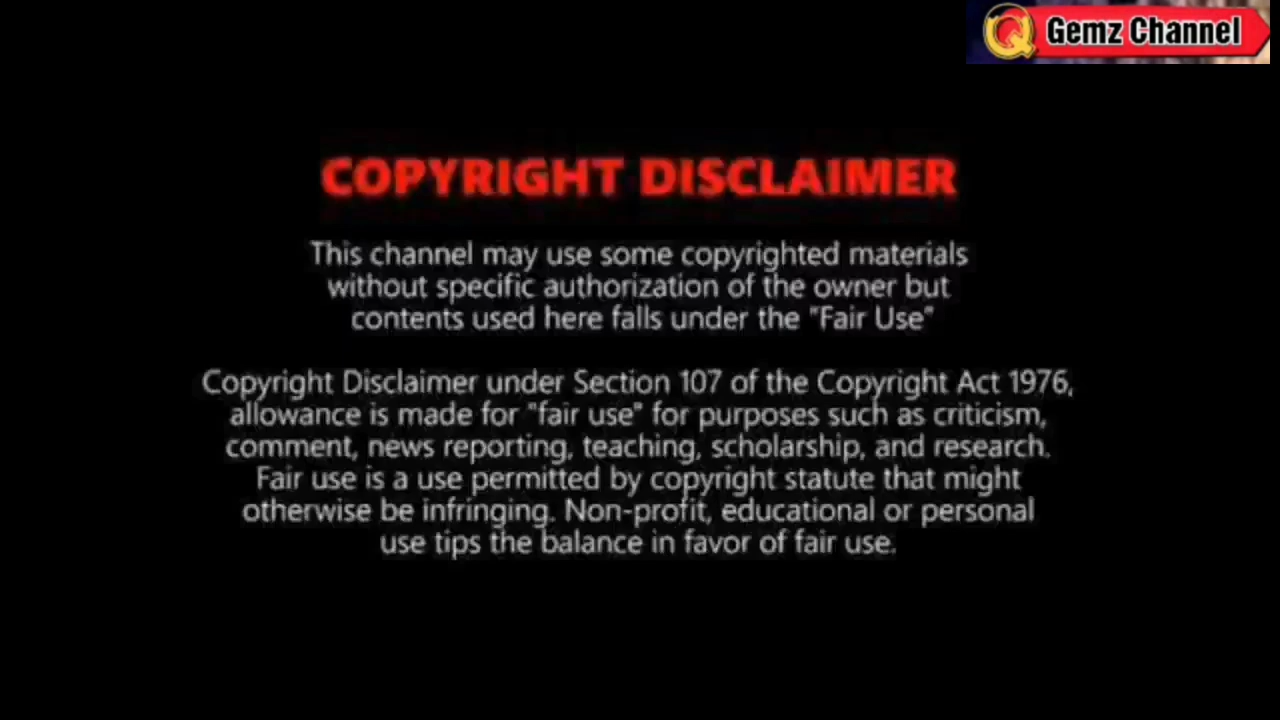 Gemz Channel
COPYRIGHT DISCLAIMER
This channel may use some copyrighted materials
without specific authorization of the owner but
contents used here falls under the "Fair Use"
Copyright Disclaimer under Section 107 of the Copyright Act 1976,
allowance is made for "fair use" for purposes such as criticism,
comment, news reporting, teaching, scholarship, and research.
Fair use is a use permitted by copyright statute that might
otherwise be infringing. Non-profit, educational or personal
use tips the balance in favor of fair use.